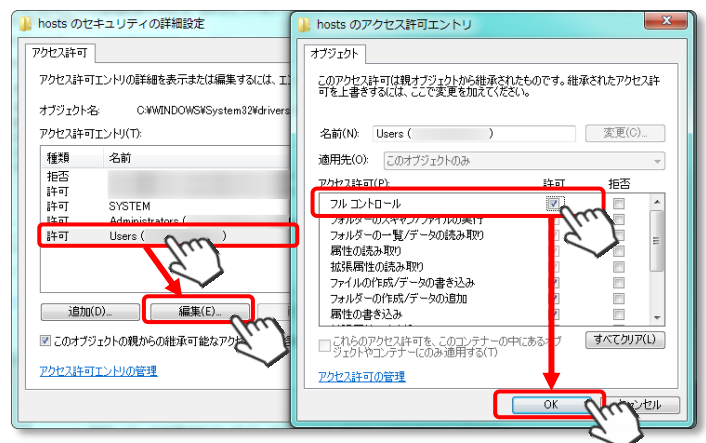 hosts のセキュリティの詳細設定
アクセス許可
アクセス許可エントリの詳細を表示または編集するには、エ
オブジェクト名: C:¥WINDOWS¥System32¥drivers
アクセス許可エントリ(T):
種類 名前
拒否
許可
許可 SYSTEM
許可 Administrators (
許可 Users ( )
追加(D)... 編集(E)...
このオブジェクトの親からの継承可能なアクセ
アクセス許可エントリの管理
hosts のアクセス許可エントリ
オブジェクト
このアクセス許可は親オブジェクトから継承されたものです。継承されたアクセス許
可を上書きするには、ここで変更を加えてください。
名前(N): Users ( ) 変更(C)...
適用先(O): このオブジェクトのみ
アクセス許可(P): 許可 拒否
フル コントロール
フォルダーのスキャン/ファイルの実行
フォルダーの一覧/データの読み取り
属性の読み取り
拡張属性の読み取り
ファイルの作成/データの書き込み
フォルダーの作成/データの追加
属性の書き込み
これらのアクセス許可を、このコンテナーの中にあるオブ
ジェクトやコンテナーにのみ適用する(T)
すべてクリア(L)
アクセス許可の管理
OK キャンセル